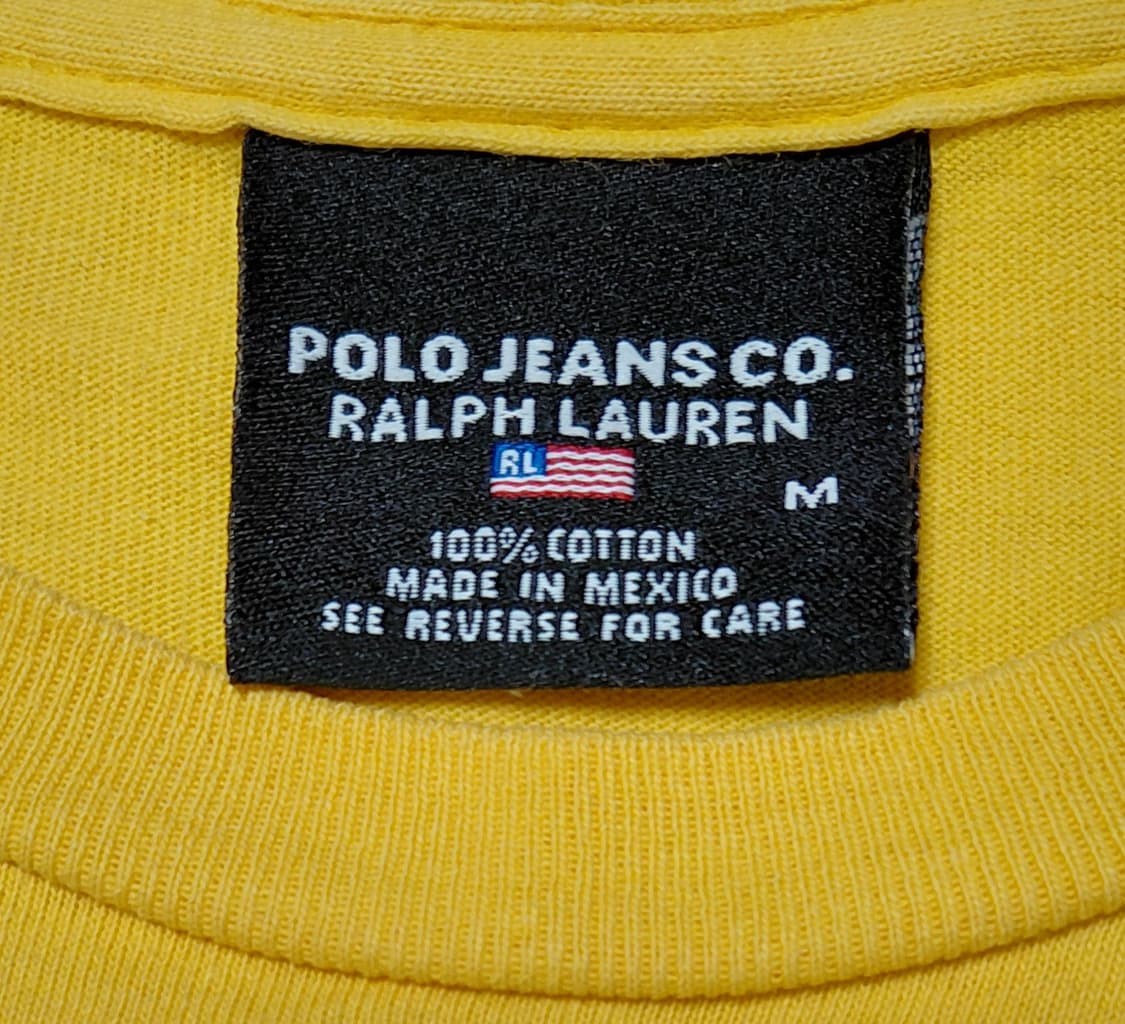 POLO JEANS CO.
RALPH LAUREN
RL
M
100% COTTON
MADE IN MEXICO
SEE REVERSE FOR CARE